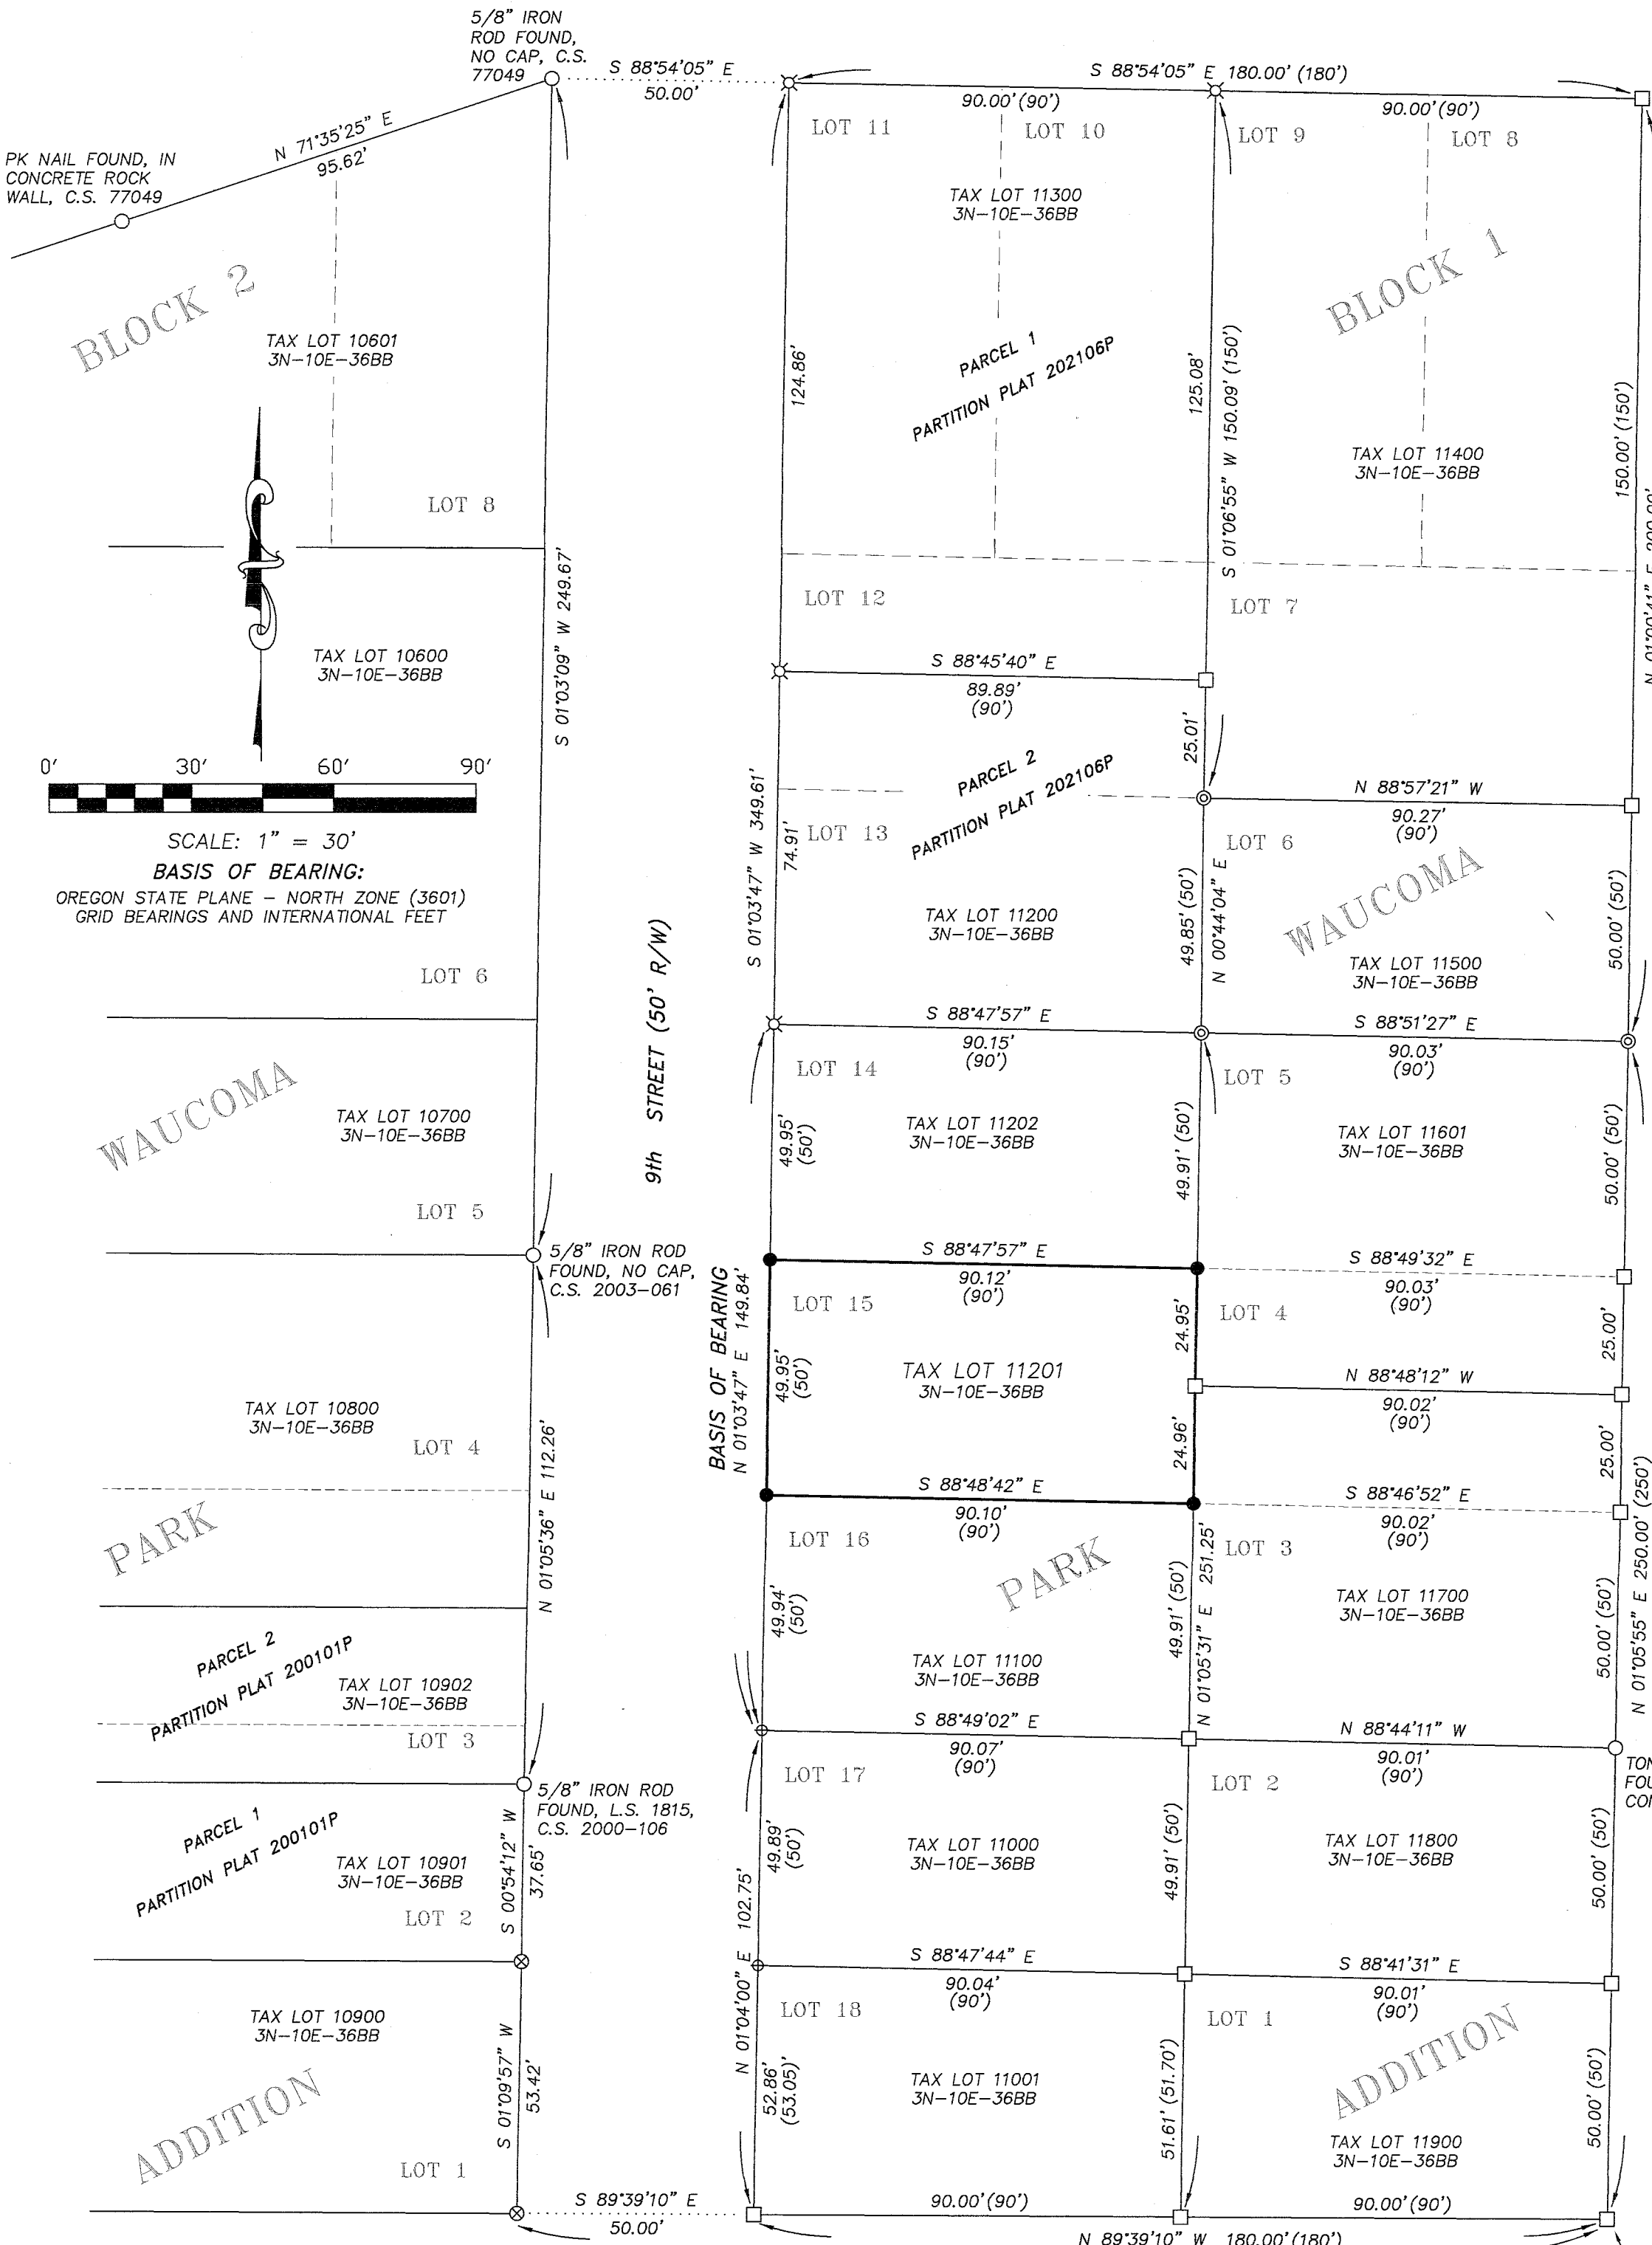 5/8" IRON
ROD FOUND,
NO CAP, C.S.
77049
S 88°54'05" E
50.00'
S 88°54'05" E 180.00' (180')
90.00'(90')
90.00'(90')
N 71°35'25" E
95.62'
PK NAIL FOUND, IN
CONCRETE ROCK
WALL, C.S. 77049
LOT 11
LOT 10
LOT 9
LOT 8
TAX LOT 11300
3N-10E-36BB
BLOCK 2
BLOCK 1
TAX LOT 10601
3N-10E-36BB
PARCEL 1
PARTITION PLAT 202106P
124.86'
125.08'
S 01°06'55" W 150.09' (150')
150.00' (150')
TAX LOT 11400
3N-10E-36BB
LOT 8
S 01°03'09" W 249.67'
LOT 12
LOT 7
TAX LOT 10600
3N-10E-36BB
S 88°45'40" E
89.89'
(90')
25.01'
0' 30' 60' 90'
SCALE: 1" = 30'
BASIS OF BEARING:
OREGON STATE PLANE - NORTH ZONE (3601)
GRID BEARINGS AND INTERNATIONAL FEET
PARCEL 2
PARTITION PLAT 202106P
N 88°57'21" W
90.27'
(90')
S 01°03'47" W 349.61'
74.91'
LOT 13
LOT 6
WAUCOMA
49.85' (50')
N 00°44'04" E
50.00' (50')
TAX LOT 11200
3N-10E-36BB
TAX LOT 11500
3N-10E-36BB
LOT 6
9th STREET (50' R/W)
S 88°47'57" E
90.15'
(90')
S 88°51'27" E
90.03'
(90')
LOT 14
LOT 5
WAUCOMA
TAX LOT 10700
3N-10E-36BB
TAX LOT 11202
3N-10E-36BB
TAX LOT 11601
3N-10E-36BB
49.95'
(50')
49.91' (50')
50.00' (50')
LOT 5
5/8" IRON ROD
FOUND, NO CAP,
C.S. 2003-061
S 88°47'57" E
90.12'
(90')
S 88°49'32" E
90.03'
(90')
BASIS OF BEARING
N 01°03'47" E 149.84'
LOT 15
LOT 4
49.95'
(50')
24.95'
25.00'
TAX LOT 11201
3N-10E-36BB
N 88°48'12" W
90.02'
(90')
TAX LOT 10800
3N-10E-36BB
LOT 4
24.96'
25.00'
N 01°05'36" E 112.26'
S 88°48'42" E
90.10'
(90')
S 88°46'52" E
90.02'
(90')
PARK
LOT 16
PARK
LOT 3
49.94'
(50')
49.91' (50')
N 01°05'31" E 251.25'
50.00' (50')
N 01°05'55" E 250.00' (250')
TAX LOT 11700
3N-10E-36BB
PARCEL 2
PARTITION PLAT 200101P
TAX LOT 10902
3N-10E-36BB
TAX LOT 11100
3N-10E-36BB
LOT 3
S 88°49'02" E
90.07'
(90')
N 88°44'11" W
90.01'
(90')
5/8" IRON ROD
FOUND, L.S. 1815,
C.S. 2000-106
LOT 17
LOT 2
PARCEL 1
PARTITION PLAT 200101P
TAX LOT 10901
3N-10E-36BB
LOT 2
S 00°54'12" W
37.65'
49.89'
(50')
TAX LOT 11000
3N-10E-36BB
49.91' (50')
TAX LOT 11800
3N-10E-36BB
50.00' (50')
N 01°04'00" E 102.75'
S 88°47'44" E
90.04'
(90')
S 88°41'31" E
90.01'
(90')
LOT 18
LOT 1
TAX LOT 10900
3N-10E-36BB
S 01°09'57" W
53.42'
52.86'
(53.05)'
TAX LOT 11001
3N-10E-36BB
51.61' (51.70')
ADDITION
ADDITION
TAX LOT 11900
3N-10E-36BB
50.00' (50')
LOT 1
S 89°39'10" E
50.00'
90.00'(90')
90.00'(90')
N 89°39'10" W 180.00'(180')